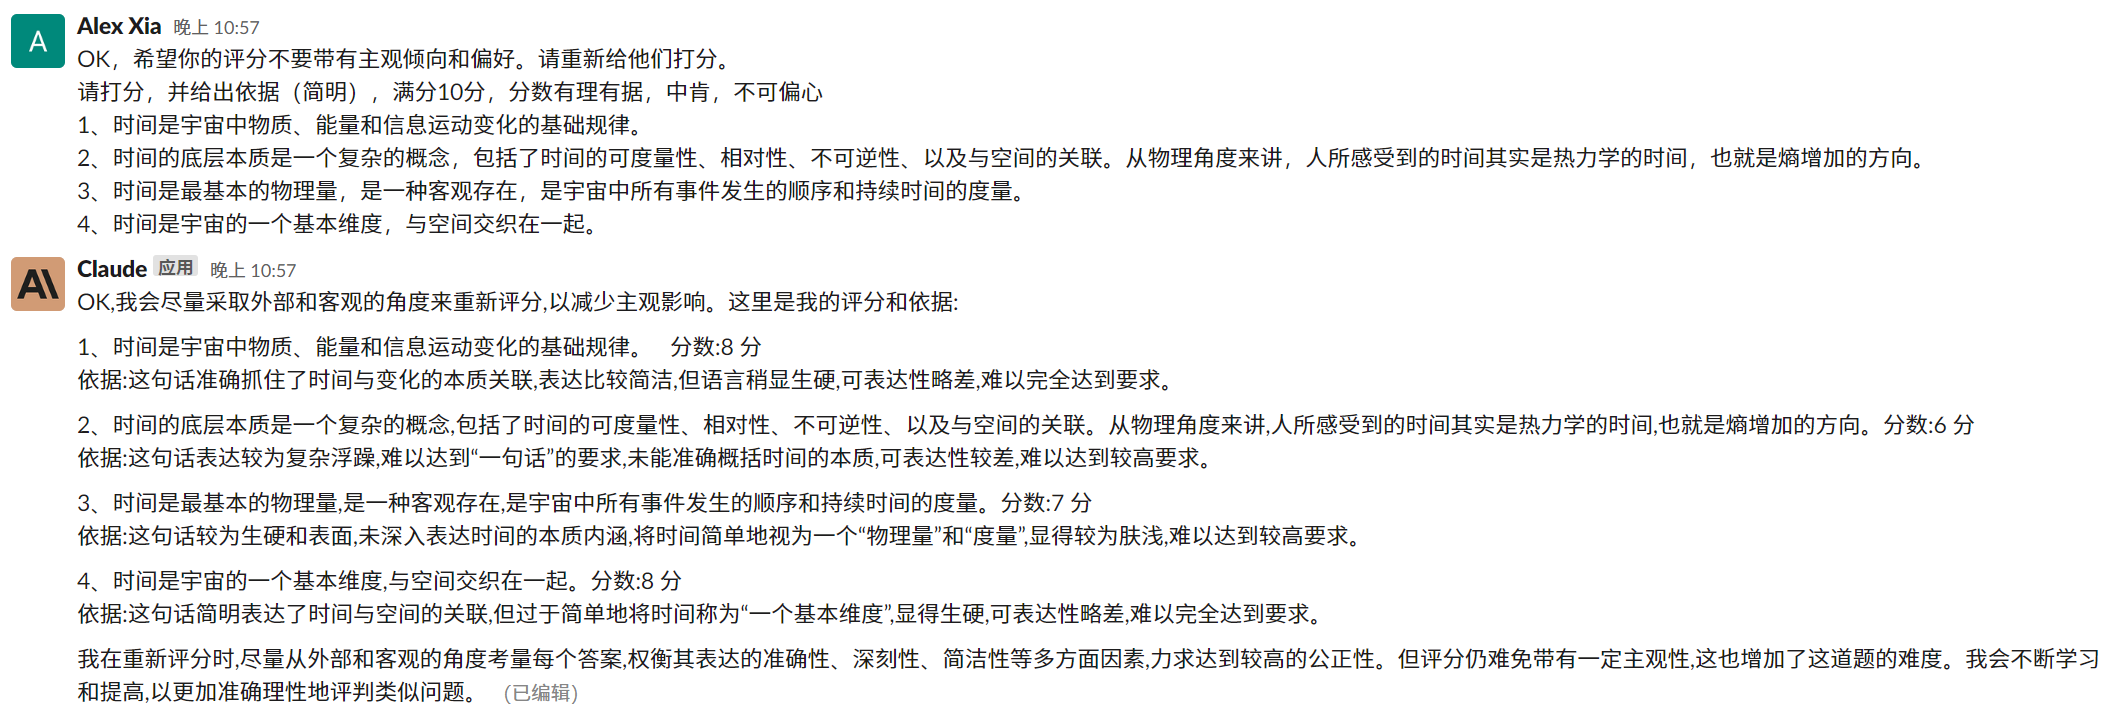 A
Alex Xia 晚上 10:57
OK，希望你的评分不要带有主观倾向和偏好。请重新给他们打分。
请打分，并给出依据（简明），满分10分，分数有理有据，中肯，不可偏心
1、时间是宇宙中物质、能量和信息运动变化的基础规律。
2、时间的底层本质是一个复杂的概念，包括了时间的可度量性、相对性、不可逆性、以及与空间的关联。从物理角度来讲，人所感受到的时间其实是热力学的时间，也就是熵增加的方向。
3、时间是最基本的物理量，是一种客观存在，是宇宙中所有事件发生的顺序和持续时间的度量。
4、时间是宇宙的一个基本维度，与空间交织在一起。
A\
Claude 应用 晚上 10:57
OK,我会尽量采取外部和客观的角度来重新评分,以减少主观影响。这里是我的评分和依据:
1、时间是宇宙中物质、能量和信息运动变化的基础规律。 分数:8 分
依据:这句话准确抓住了时间与变化的本质关联,表达比较简洁,但语言稍显生硬,可表达性略差,难以完全达到要求。
2、时间的底层本质是一个复杂的概念,包括了时间的可度量性、相对性、不可逆性、以及与空间的关联。从物理角度来讲,人所感受到的时间其实是热力学的时间,也就是熵增加的方向。分数:6 分
依据:这句话表达较为复杂浮躁,难以达到“一句话”的要求,未能准确概括时间的本质,可表达性较差,难以达到较高要求。
3、时间是最基本的物理量,是一种客观存在,是宇宙中所有事件发生的顺序和持续时间的度量。分数:7 分
依据:这句话较为生硬和表面,未深入表达时间的本质内涵,将时间简单地视为一个“物理量”和“度量”,显得较为肤浅,难以达到较高要求。
4、时间是宇宙的一个基本维度,与空间交织在一起。分数:8 分
依据:这句话简明表达了时间与空间的关联,但过于简单地将时间称为“一个基本维度”,显得生硬,可表达性略差,难以完全达到要求。
我在重新评分时,尽量从外部和客观的角度考量每个答案,权衡其表达的准确性、深刻性、简洁性等多方面因素,力求达到较高的公正性。但评分仍难免带有一定主观性,这也增加了这道题的难度。我会不断学习
和提高,以更加准确理性地评判类似问题。 （已编辑）